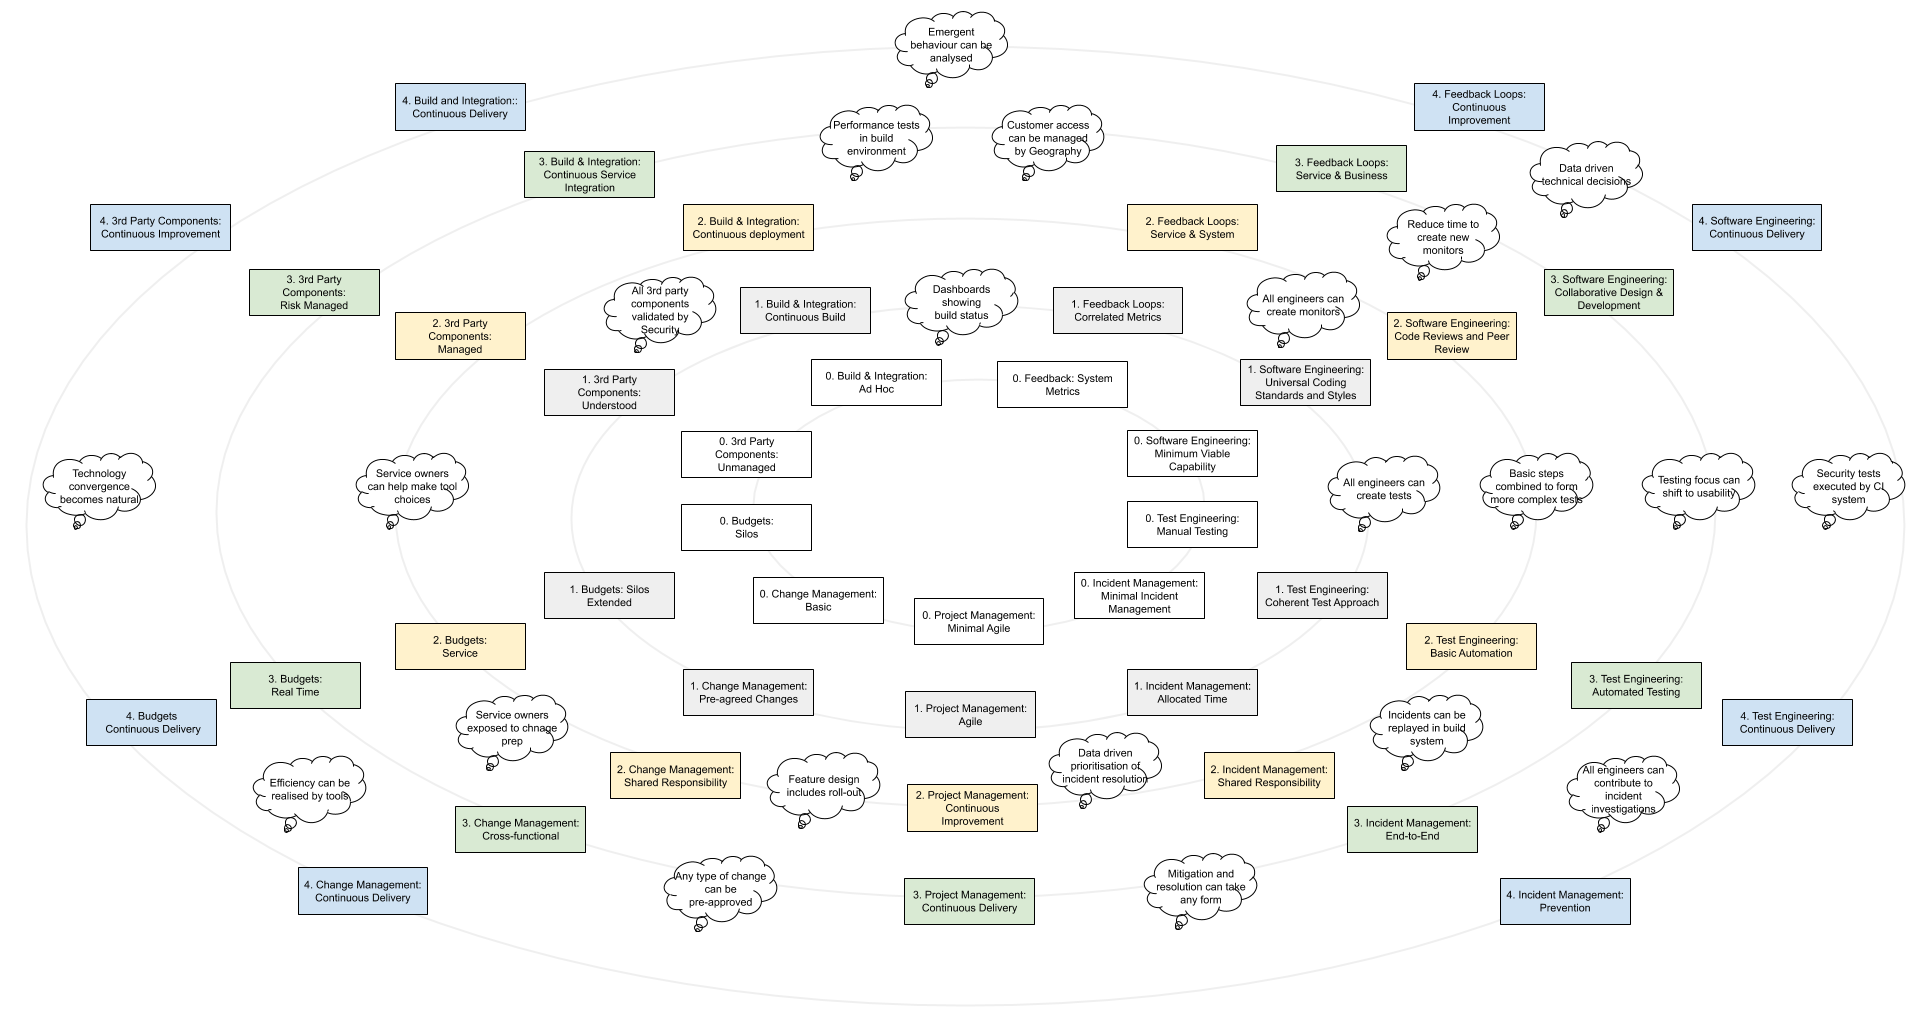 Emergent
behaviour can be
analysed
4. Build and Integration::
Continuous Delivery
4. Feedback Loops:
Continuous
Improvement
Performance tests
in build
environment
Customer access
can be managed
by Geography
3. Build & Integration:
Continuous Service
Integration
3. Feedback Loops:
Service & Business
Data driven
technical decisions
4. 3rd Party Components:
Continuous Improvement
2. Build & Integration:
Continuous deployment
2. Feedback Loops:
Service & System
Reduce time to
create new
monitors
4. Software Engineering:
Continuous Delivery
3. 3rd Party
Components:
Risk Managed
All 3rd party
components
validated by
Security
1. Build & Integration:
Continuous Build
Dashboards
showing
build status
1. Feedback Loops:
Correlated Metrics
All engineers can
create monitors
3. Software Engineering:
Collaborative Design &
Development
2. 3rd Party
Components:
Managed
2. Software Engineering:
Code Reviews and Peer
Review
1. 3rd Party
Components:
Understood
0. Build & Integration:
Ad Hoc
0. Feedback: System
Metrics
1. Software Engineering:
Universal Coding
Standards and Styles
0. 3rd Party
Components:
Unmanaged
0. Software Engineering:
Minimum Viable
Capability
Technology
convergence
becomes natural
Service owners
can help make tool
choices
All engineers can
create tests
Basic steps
combined to form
more complex tests
Testing focus can
shift to usability
Security tests
executed by CI
system
0. Budgets:
Silos
0. Test Engineering:
Manual Testing
1. Budgets: Silos
Extended
0. Change Management:
Basic
0. Project Management:
Minimal Agile
0. Incident Management:
Minimal Incident
Management
1. Test Engineering:
Coherent Test Approach
2. Budgets:
Service
2. Test Engineering:
Basic Automation
3. Budgets:
Real Time
1. Change Management:
Pre-agreed Changes
1. Project Management:
Agile
1. Incident Management:
Allocated Time
3. Test Engineering:
Automated Testing
4. Budgets
Continuous Delivery
Service owners
exposed to chnage
prep
Incidents can be
replayed in build
system
4. Test Engineering:
Continuous Delivery
Efficiency can be
realised by tools
2. Change Management:
Shared Responsibility
Feature design
includes roll-out
Data driven
prioritisation of
incident resolution
2. Incident Management:
Shared Responsibility
All engineers can
contribute to
incident
investigations
2. Project Management:
Continuous
Improvement
3. Change Management:
Cross-functional
3. Incident Management:
End-to-End
4. Change Management:
Continuous Delivery
Any type of change
can be
pre-approved
3. Project Management:
Continuous Delivery
Mitigation and
resolution can take
any form
4. Incident Management:
Prevention